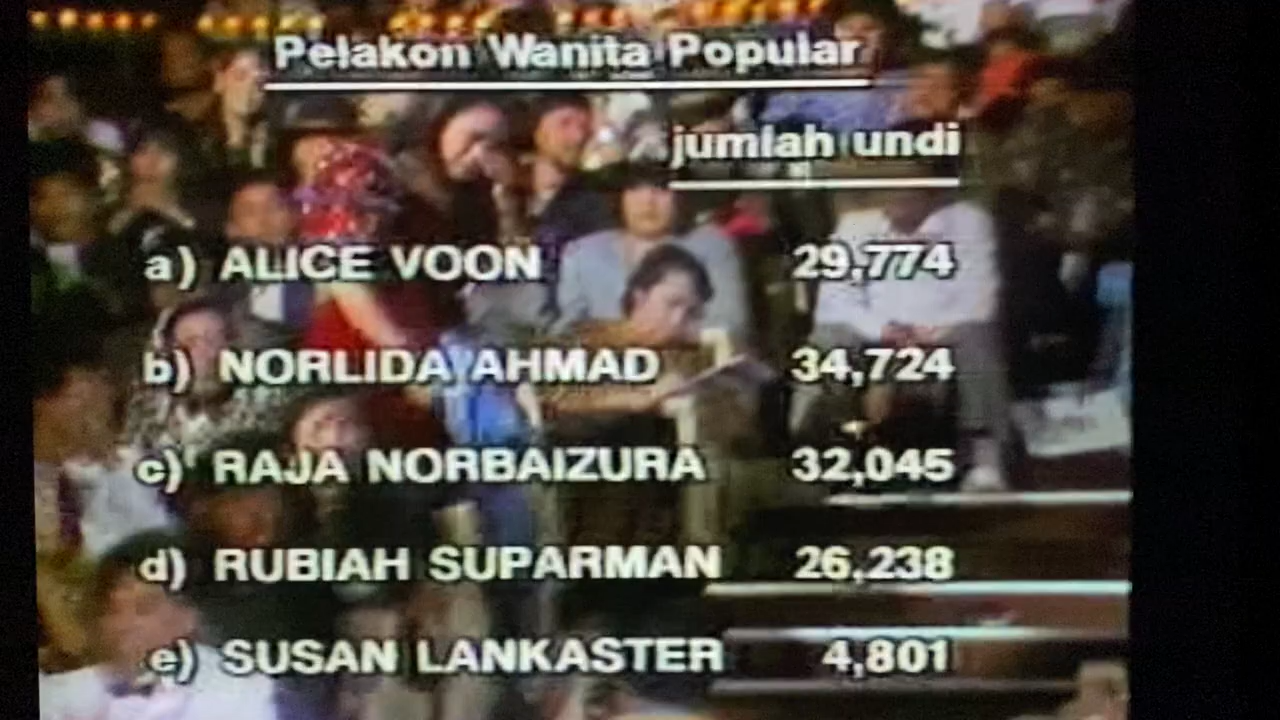 Pelakon Wanita Popular
jumlah undi
a) ALICE VOON 29,774
b) NORLIDA AHMAD 34,724
c) RAJA NORBAIZURA 32,045
d) RUBIAH SUPARMAN 26,238
e) SUSAN LANKASTER 4,801